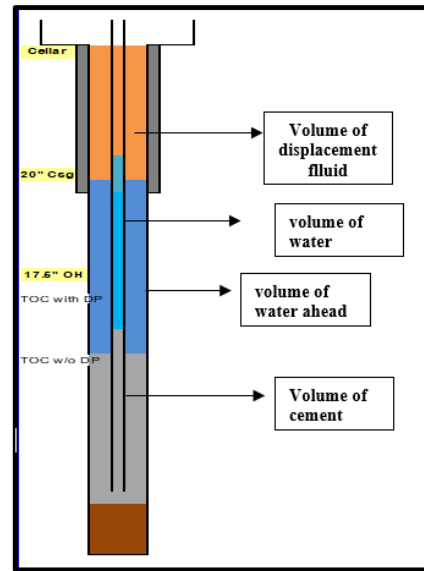 Cellar
Volume of
displacement
flluid
20" Csg
volume of
water
17.5" OH
TOC with DP
volume of
water ahead
TOC w/o DP
Volume of
cement